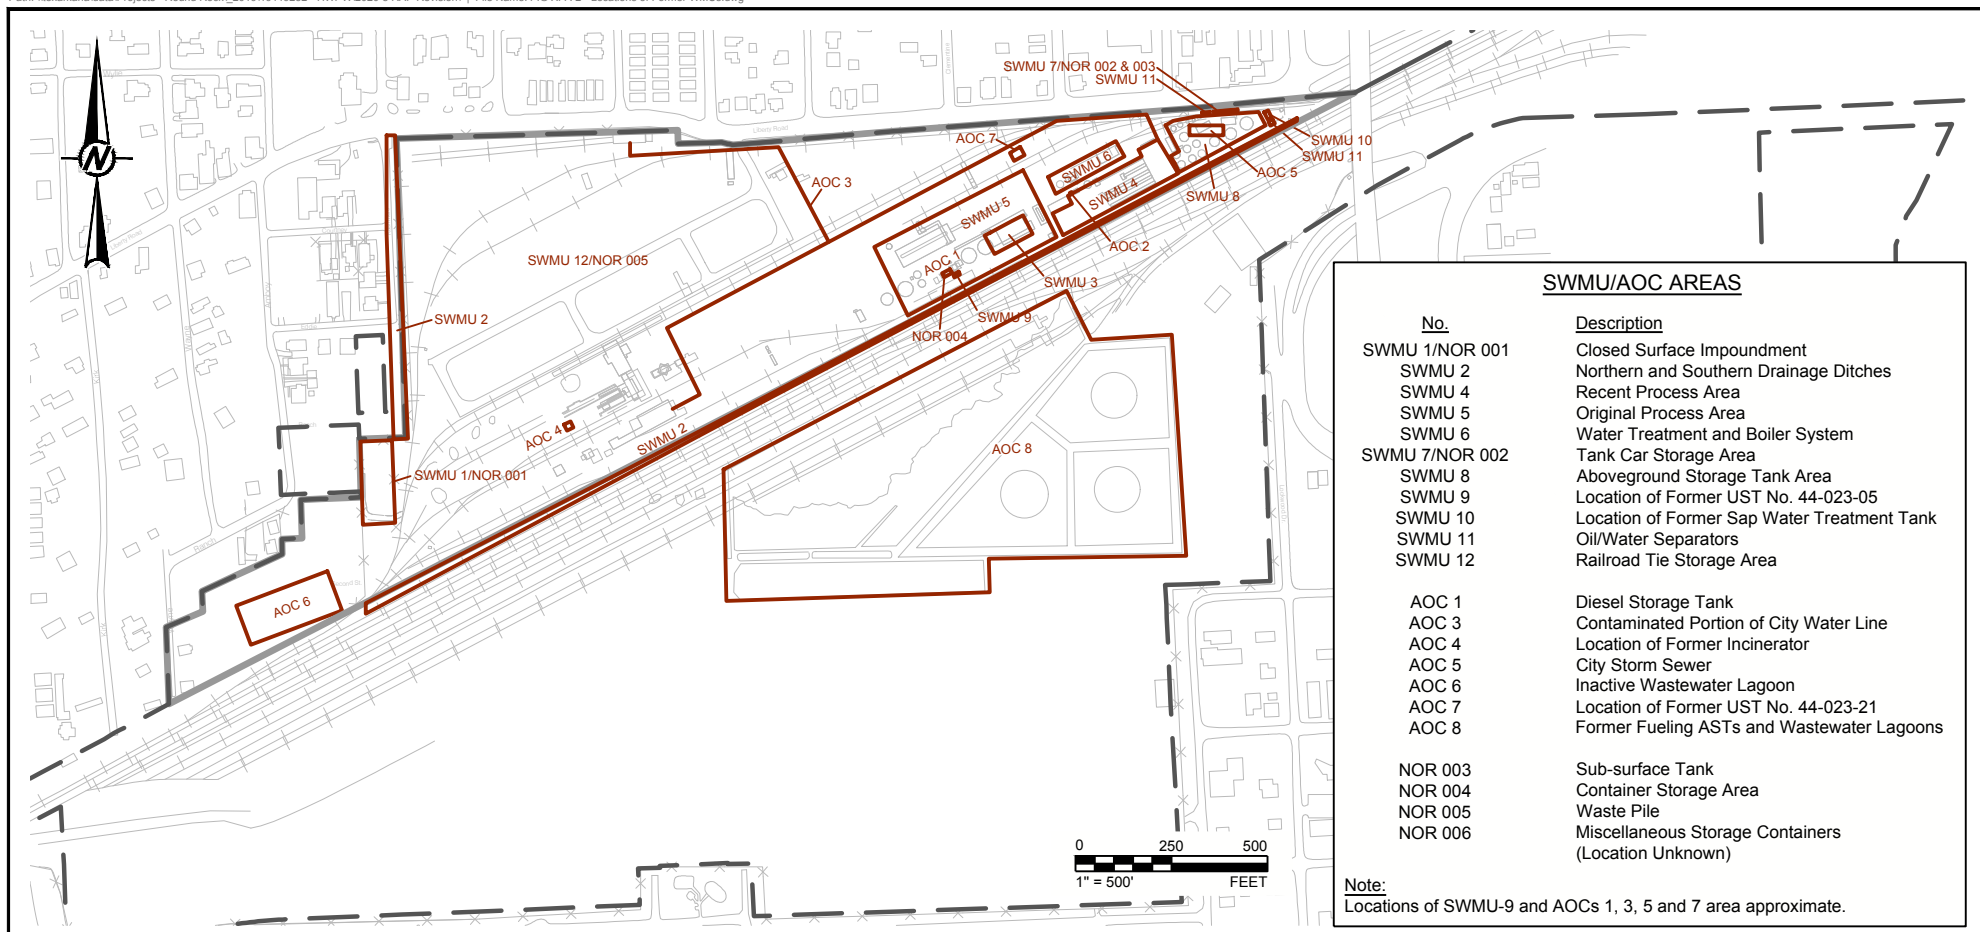 SWMU 7/NOR 002 & 003
SWMU 11
AOC 7
SWMU 10
SWMU 11
AOC 5
SWMU 8
SWMU 6
SWMU 4
AOC 3
SWMU 5
AOC 2
SWMU 12/NOR 005
AOC 1
SWMU 3
SWMU 9
NOR 004
SWMU 2
N
AOC 4
SWMU 2
AOC 8
SWMU 1/NOR 001
AOC 6
Liberty Road
Liberty Road
0 250 500
1" = 500' FEET
SWMU/AOC AREAS
No. Description
SWMU 1/NOR 001 Closed Surface Impoundment
SWMU 2 Northern and Southern Drainage Ditches
SWMU 4 Recent Process Area
SWMU 5 Original Process Area
SWMU 6 Water Treatment and Boiler System
SWMU 7/NOR 002 Tank Car Storage Area
SWMU 8 Aboveground Storage Tank Area
SWMU 9 Location of Former UST No. 44-023-05
SWMU 10 Location of Former Sap Water Treatment Tank
SWMU 11 Oil/Water Separators
SWMU 12 Railroad Tie Storage Area
AOC 1 Diesel Storage Tank
AOC 3 Contaminated Portion of City Water Line
AOC 4 Location of Former Incinerator
AOC 5 City Storm Sewer
AOC 6 Inactive Wastewater Lagoon
AOC 7 Location of Former UST No. 44-023-21
AOC 8 Former Fueling ASTs and Wastewater Lagoons
NOR 003 Sub-surface Tank
NOR 004 Container Storage Area
NOR 005 Waste Pile
NOR 006 Miscellaneous Storage Containers
(Location Unknown)
Note:
Locations of SWMU-9 and AOCs 1, 3, 5 and 7 area approximate.